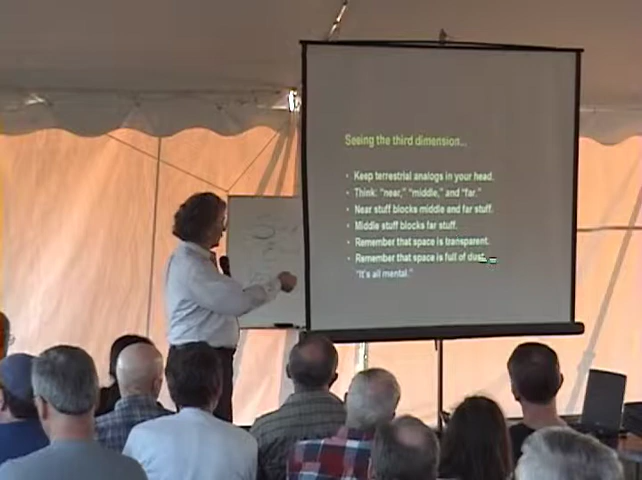 Seeing the third dimension...
• Keep terrestrial analogs in your head.
• Think: "near," "middle," and "far."
• Near stuff blocks middle end far stuff.
• Middle stuff blocks far stuff.
• Remember that space is transparent.
• Remember that space is full of dust.
"It's all mental."